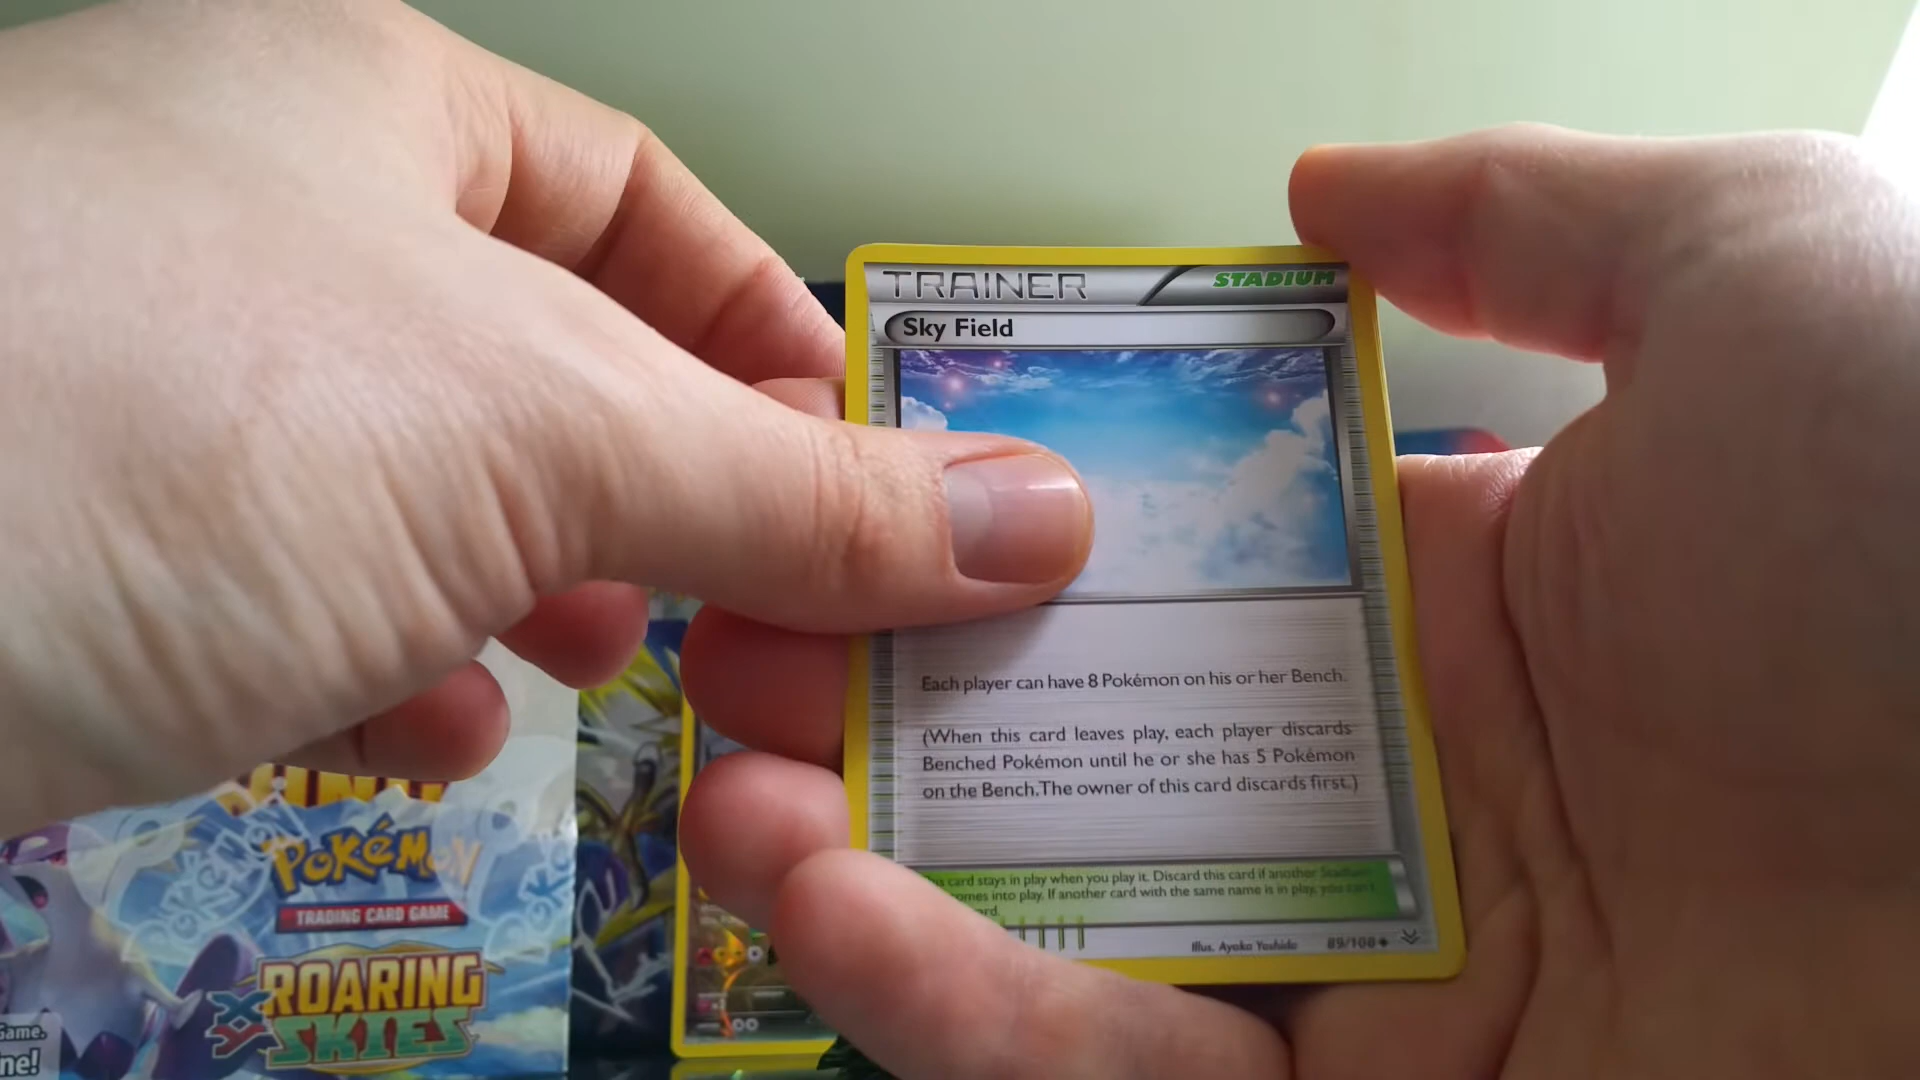 TRAINER
STADIUM
Sky Field
Each player can have 8 Pokémon on his or her Bench.
(When this card leaves play, each player discards
Benched Pokémon until he or she has 5 Pokémon
on the Bench. The owner of this card discards first.)
card stays in play when you play it. Discard this card if another Stadium
into play. If another card with the same name is in play, you can't
Illus. Ayaka Yoshida
89/108
Pokémon
TRADING CARD GAME
XY
ROARING
SKIES
Game.